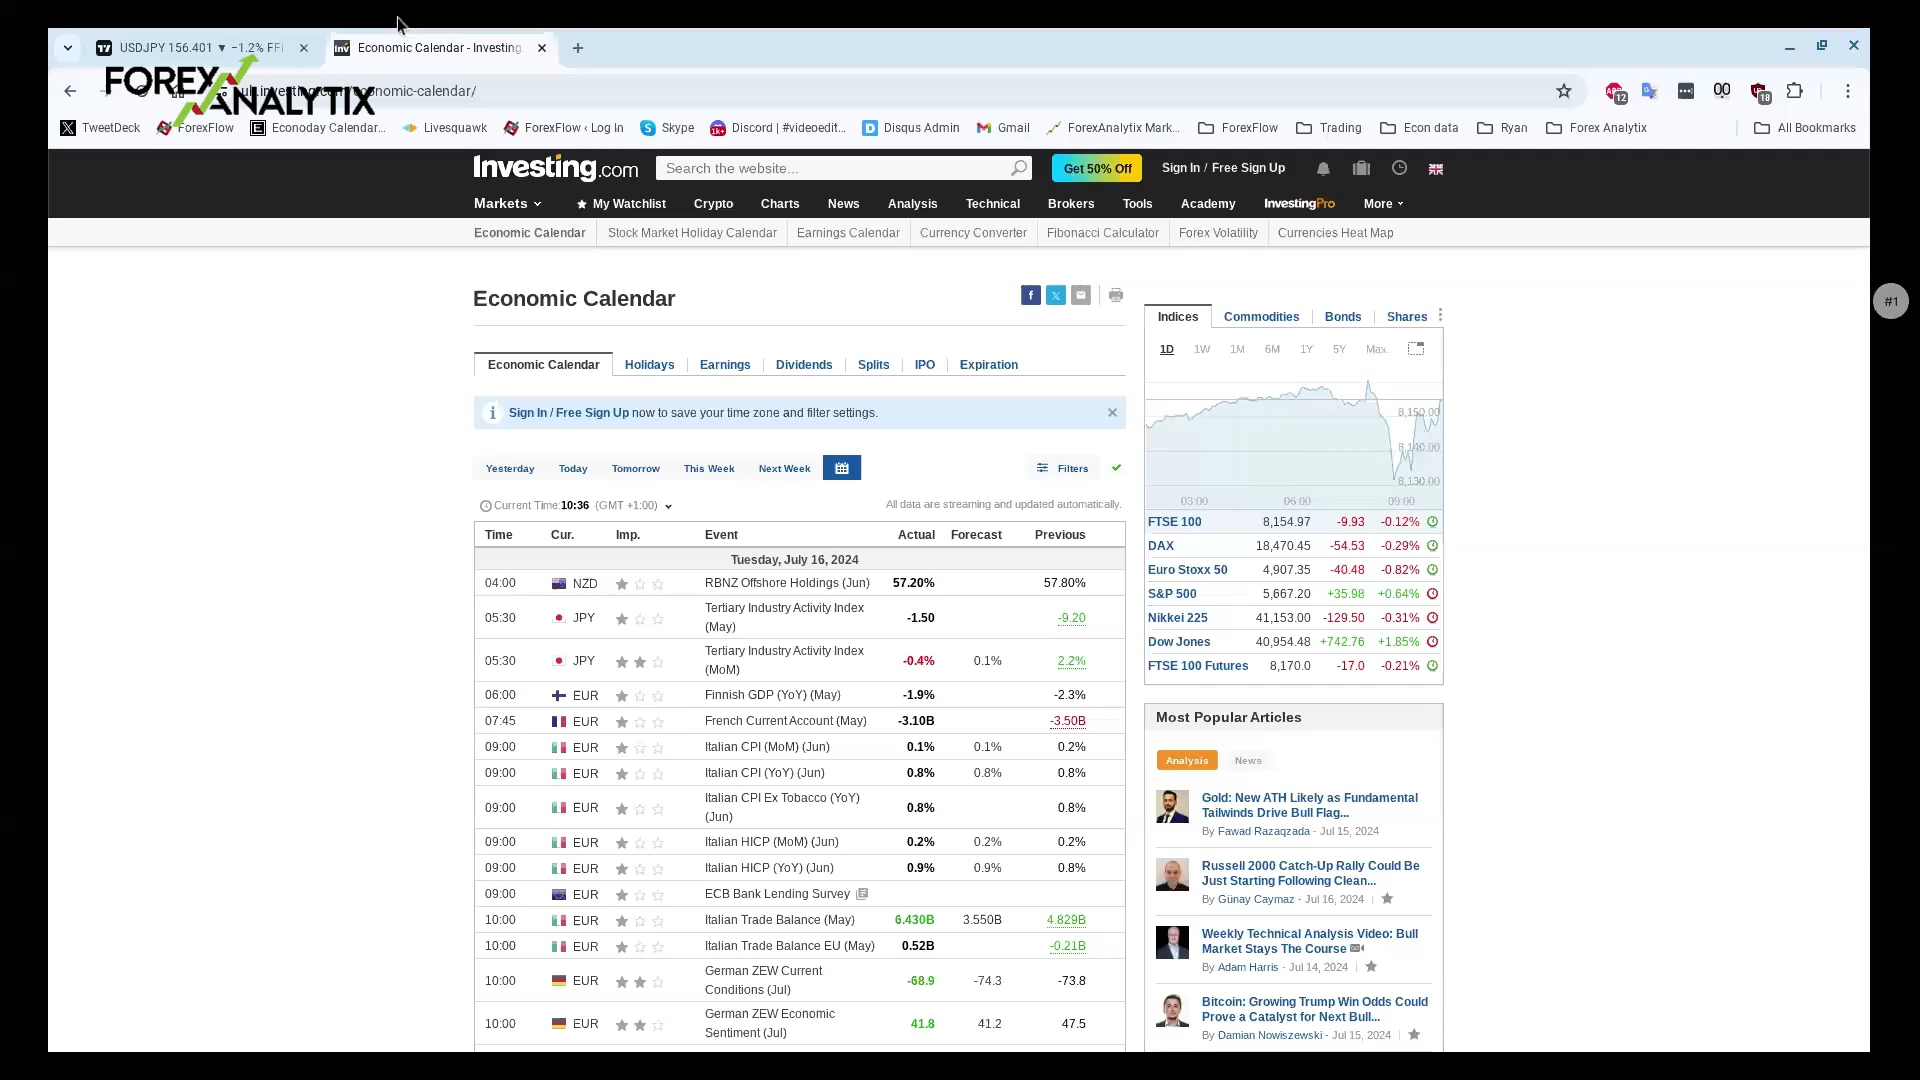 USDJPY 156.401 ▼ −1.2%
Economic Calendar - Investing
FOREX
ANALYTIX
TweetDeck ForexFlow Econoday Calendar... Livesquawk ForexFlow ‹ Log In Skype Discord | #videoedit... Disqus Admin Gmail ForexAnalytix Mark... ForexFlow Trading Econ data Ryan Forex Analytix All Bookmarks
12
18
1k+
Investing.com Search the website... Get 50% Off Sign In / Free Sign Up
Markets My Watchlist Crypto Charts News Analysis Technical Brokers Tools Academy InvestingPro More
Economic Calendar Stock Market Holiday Calendar Earnings Calendar Currency Converter Fibonacci Calculator Forex Volatility Currencies Heat Map
Economic Calendar
#1
Economic Calendar Holidays Earnings Dividends Splits IPO Expiration
Sign In / Free Sign Up now to save your time zone and filter settings.
Yesterday Today Tomorrow This Week Next Week Filters
Current Time:10:36 (GMT +1:00) All data are streaming and updated automatically.
Time Cur. Imp. Event Actual Forecast Previous
Tuesday, July 16, 2024
04:00 NZD RBNZ Offshore Holdings (Jun) 57.20% 57.80%
05:30 JPY Tertiary Industry Activity Index
(May) -1.50 -9.20
05:30 JPY Tertiary Industry Activity Index
(MoM) -0.4% 0.1% 2.2%
06:00 EUR Finnish GDP (YoY) (May) -1.9% -2.3%
07:45 EUR French Current Account (May) -3.10B -3.50B
09:00 EUR Italian CPI (MoM) (Jun) 0.1% 0.1% 0.2%
09:00 EUR Italian CPI (YoY) (Jun) 0.8% 0.8% 0.8%
09:00 EUR Italian CPI Ex Tobacco (YoY)
(Jun) 0.8% 0.8%
09:00 EUR Italian HICP (MoM) (Jun) 0.2% 0.2% 0.2%
09:00 EUR Italian HICP (YoY) (Jun) 0.9% 0.9% 0.8%
09:00 EUR ECB Bank Lending Survey
10:00 EUR Italian Trade Balance (May) 6.430B 3.550B 4.829B
10:00 EUR Italian Trade Balance EU (May) 0.52B -0.21B
10:00 EUR German ZEW Current
Conditions (Jul) -68.9 -74.3 -73.8
10:00 EUR German ZEW Economic
Sentiment (Jul) 41.8 41.2 47.5
Indices Commodities Bonds Shares
1D 1W 1M 6M 1Y 5Y Max
8,150.00
8,140.00
8,130.00
03:00 06:00 09:00
FTSE 100 8,154.97 -9.93 -0.12%
DAX 18,470.45 -54.53 -0.29%
Euro Stoxx 50 4,907.35 -40.48 -0.82%
S&P 500 5,667.20 +35.98 +0.64%
Nikkei 225 41,153.00 -129.50 -0.31%
Dow Jones 40,954.48 +742.76 +1.85%
FTSE 100 Futures 8,170.0 -17.0 -0.21%
Most Popular Articles
Analysis News
Gold: New ATH Likely as Fundamental
Tailwinds Drive Bull Flag...
By Fawad Razaqzada - Jul 15, 2024
Russell 2000 Catch-Up Rally Could Be
Just Starting Following Clean...
By Günay Caymaz - Jul 16, 2024
Weekly Technical Analysis Video: Bull
Market Stays The Course
By Adam Harris - Jul 14, 2024
Bitcoin: Growing Trump Win Odds Could
Prove a Catalyst for Next Bull...
By Damian Nowiszewski - Jul 15, 2024